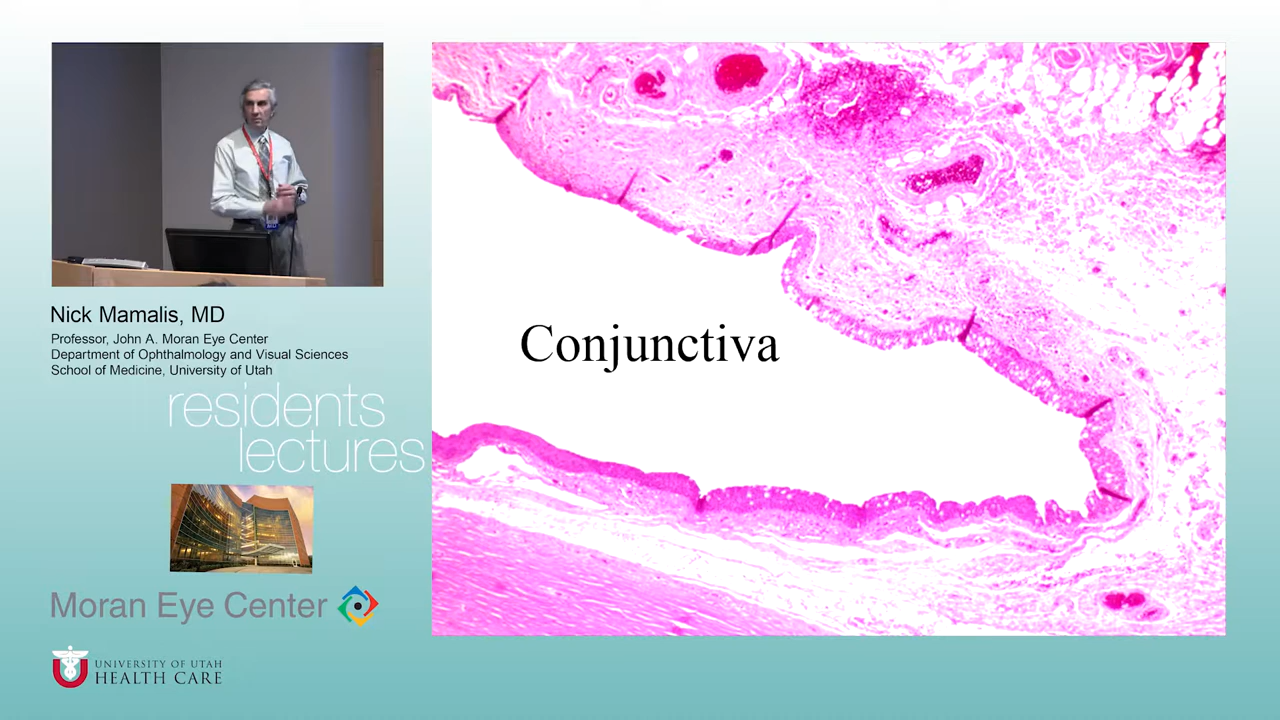 Nick Mamalis, MD
Professor, John A. Moran Eye Center
Department of Ophthalmology and Visual Sciences
School of Medicine, University of Utah
residents
lectures
Moran Eye Center
UNIVERSITY OF UTAH
HEALTH CARE
Conjunctiva